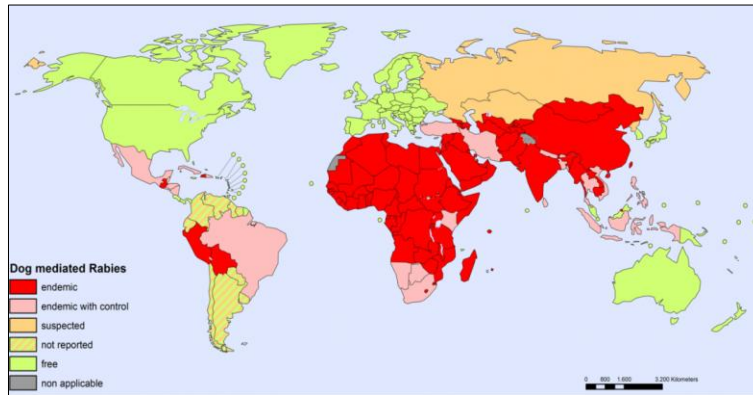 Dog mediated Rabies
endemic
endemic with control
suspected
not reported
free
non applicable
0 800 1.600 3.200 Kilometers